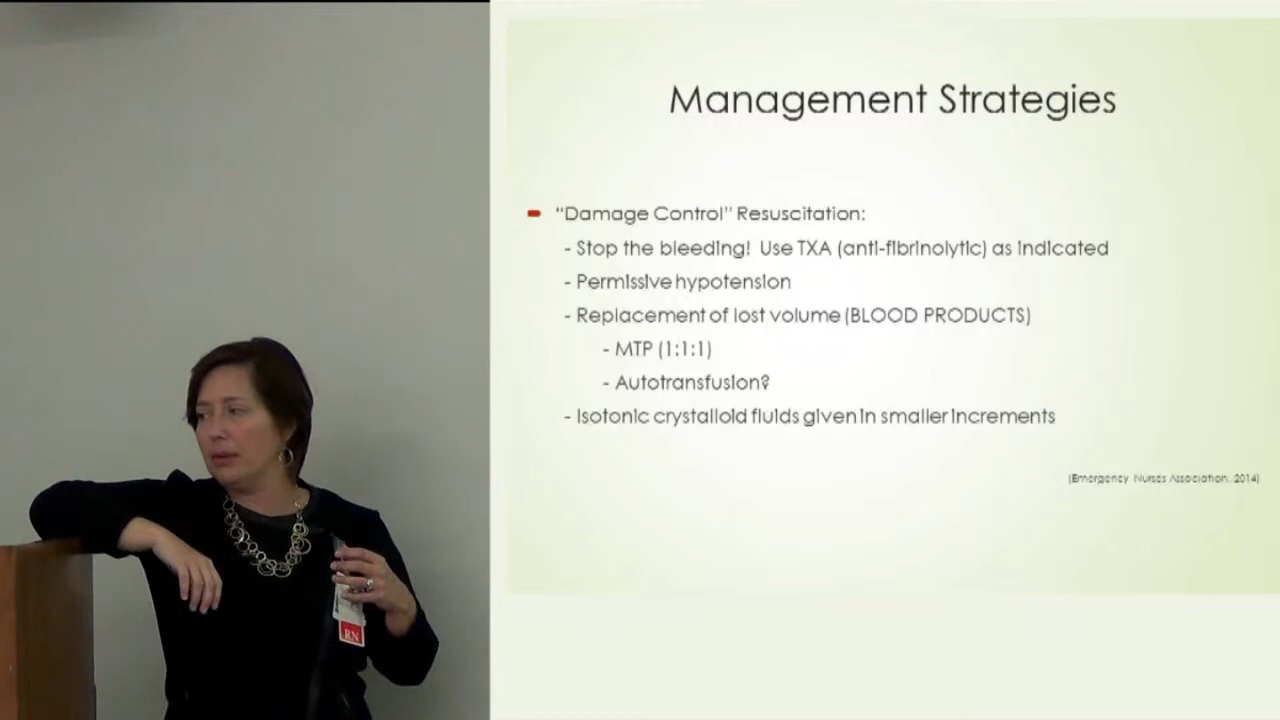 Management Strategies
"Damage Control" Resuscitation:
- Stop the bleeding! Use TXA (anti-fibrinolytic) as indicated
- Permissive hypotension
- Replacement of lost volume (BLOOD PRODUCTS)
- MTP (1:1:1)
- Autotransfusion?
- Isotonic crystalloid fluids given in smaller increments
(Emergency Nurses Association, 2014)
RN